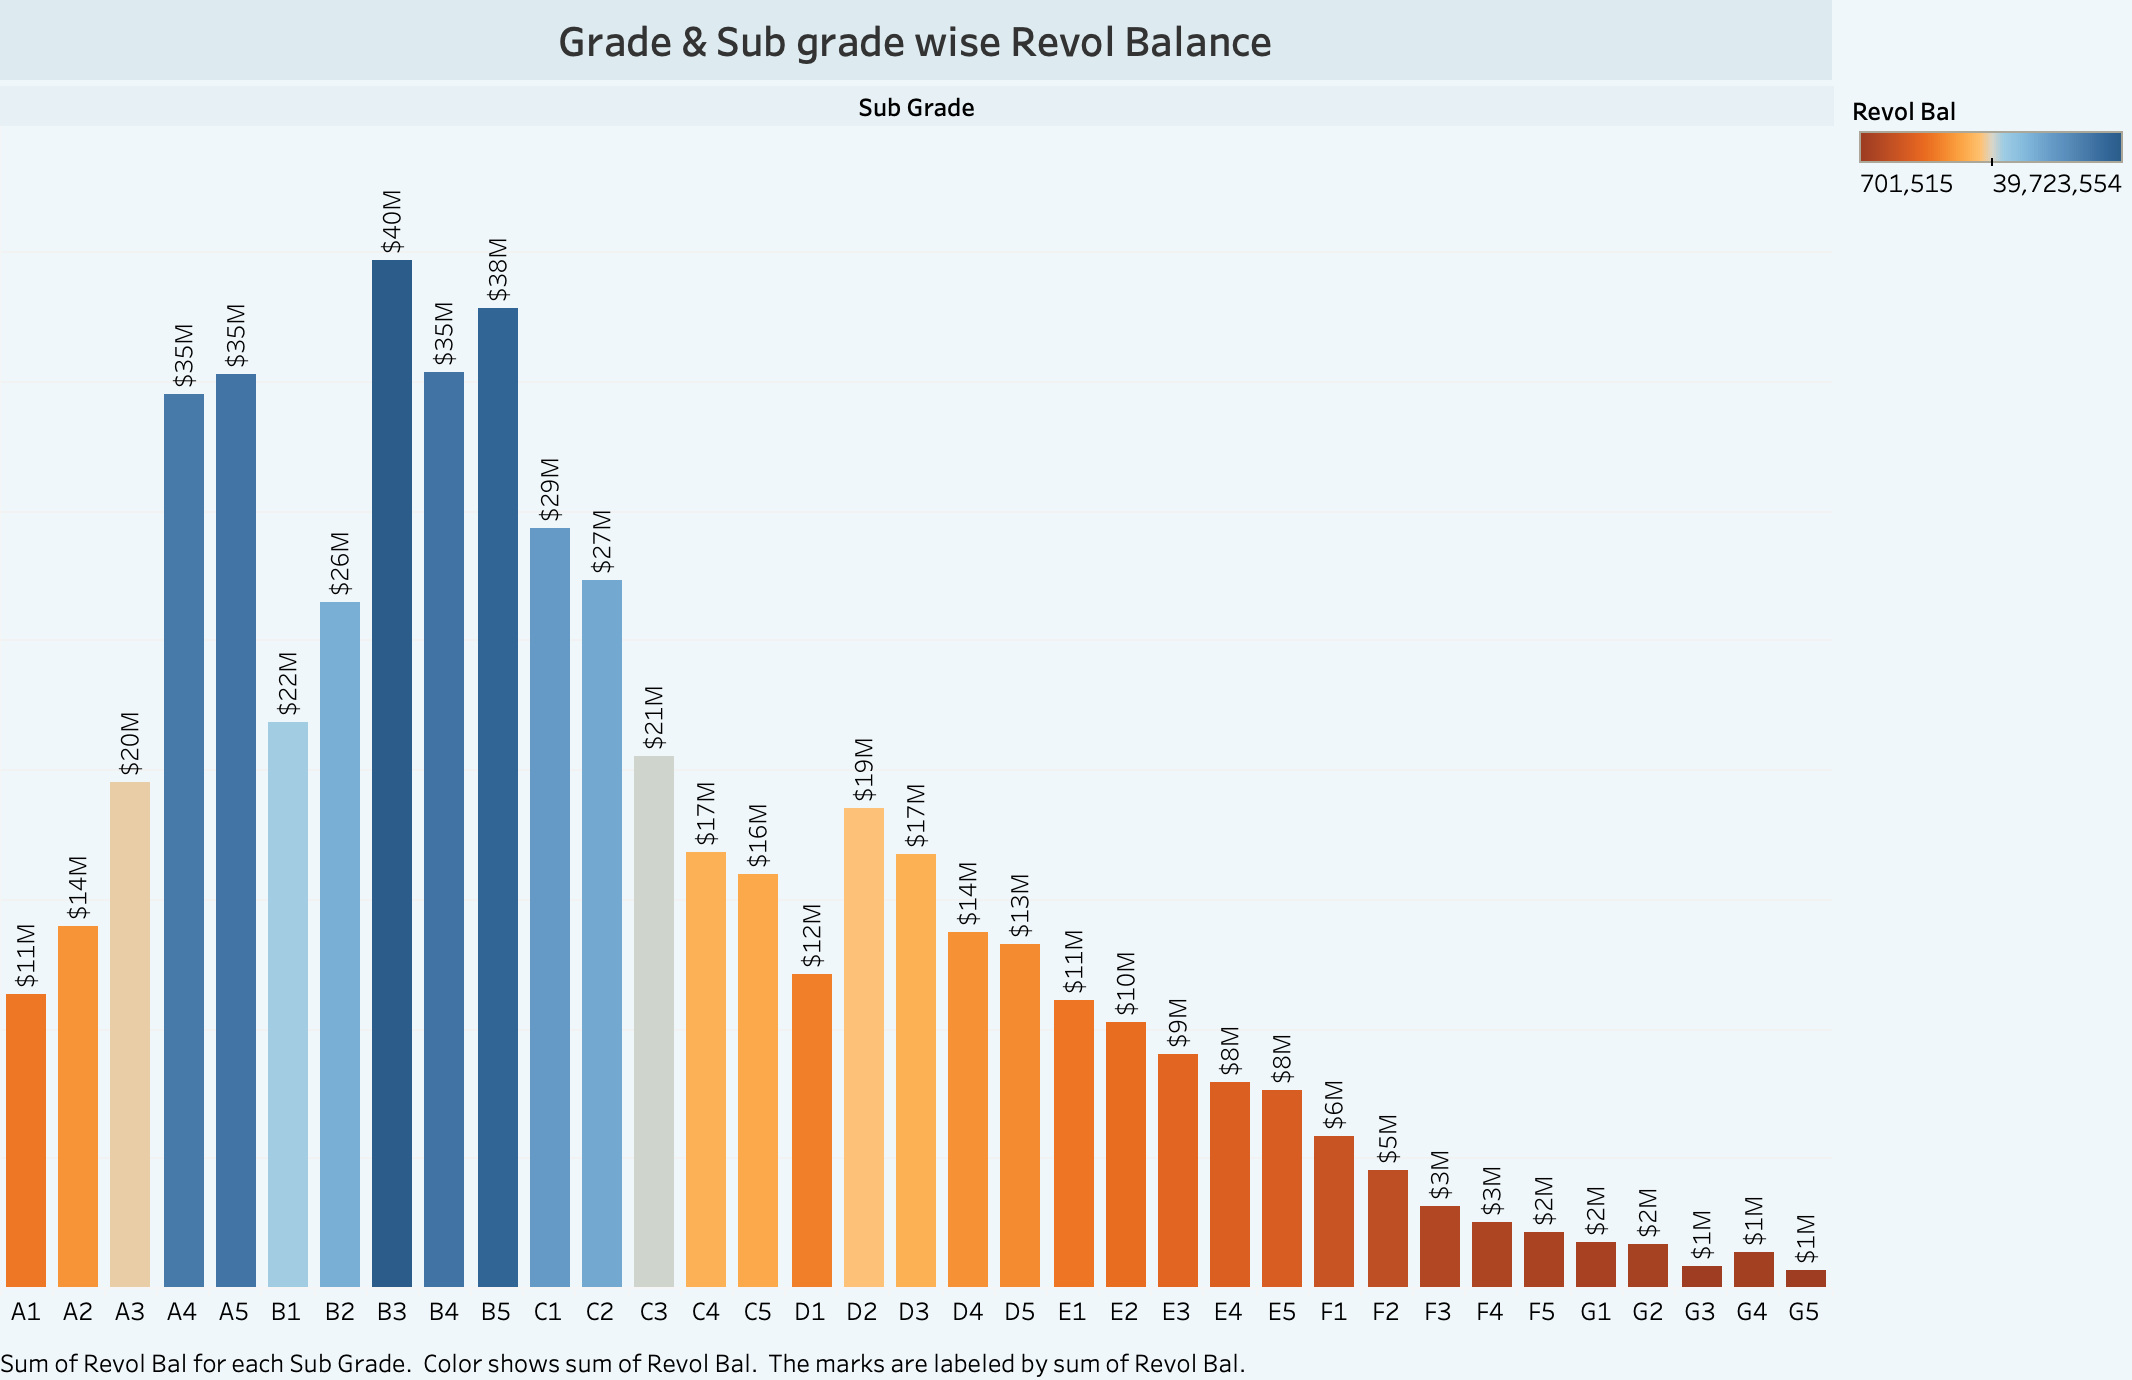 Grade & Sub grade wise Revol Balance
Sub Grade
Revol Bal
701,515 39,723,554
$11M $14M $20M $35M $35M $22M $26M $40M $35M $38M $29M $27M $21M $17M $16M $12M $19M $17M $14M $13M $11M $10M $9M $8M $8M $6M $5M $3M $3M $2M $2M $2M $1M $1M $1M
A1 A2 A3 A4 A5 B1 B2 B3 B4 B5 C1 C2 C3 C4 C5 D1 D2 D3 D4 D5 E1 E2 E3 E4 E5 F1 F2 F3 F4 F5 G1 G2 G3 G4 G5
Sum of Revol Bal for each Sub Grade.  Color shows sum of Revol Bal.  The marks are labeled by sum of Revol Bal.